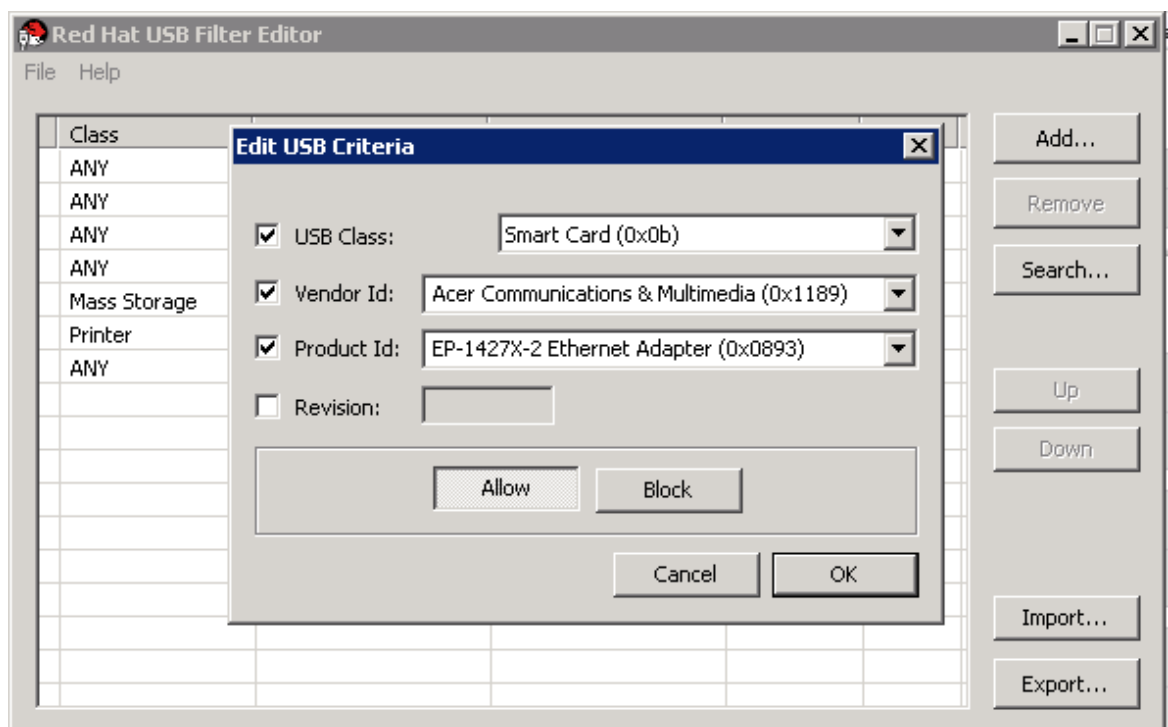 Red Hat USB Filter Editor
File Help
Class
Add...
ANY
ANY
Remove
ANY
ANY
Search...
Mass Storage
Printer
ANY
Up
Down
Import...
Export...
Edit USB Criteria
USB Class: Smart Card (0x0b)
Vendor Id: Acer Communications & Multimedia (0x1189)
Product Id: EP-1427X-2 Ethernet Adapter (0x0893)
Revision:
Allow Block
Cancel OK